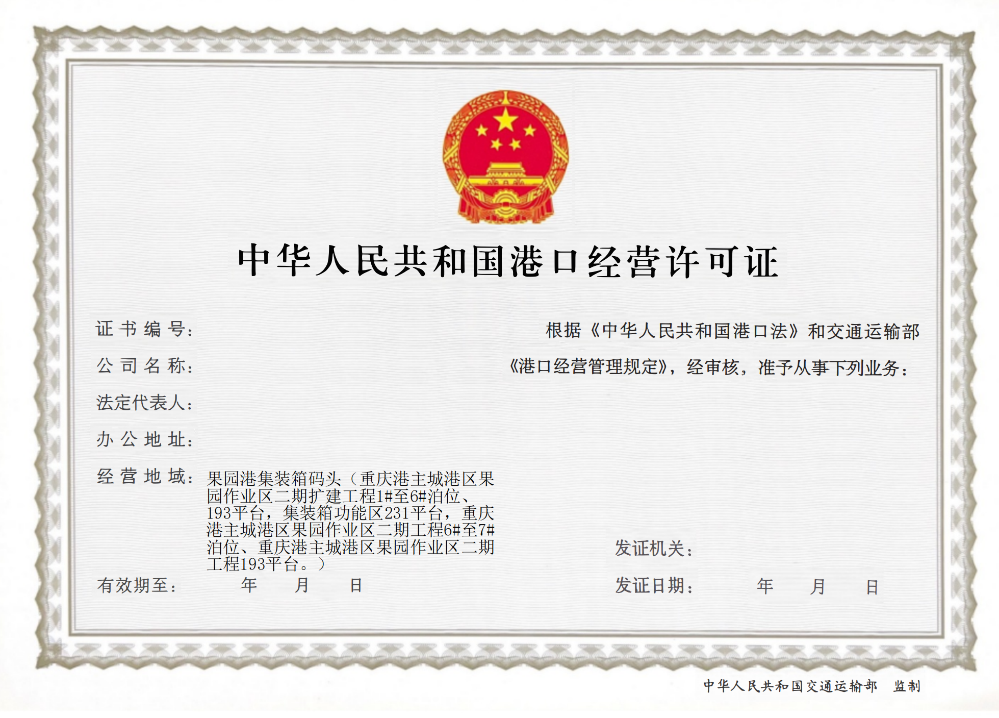 中华人民共和国港口经营许可证
证书编号：
公司名称：
法定代表人：
办公地址：
经营地域：
果园港集装箱码头（重庆港主城港区果
园作业区二期扩建工程1#至6#泊位、
193平台，集装箱功能区231平台，重庆
港主城港区果园作业区二期工程6#至7#
泊位、重庆港主城港区果园作业区二期
工程193平台。）
有效期至： 年 月 日
根据《中华人民共和国港口法》和交通运输部
《港口经营管理规定》，经审核，准予从事下列业务：
发证机关：
发证日期： 年 月 日
中华人民共和国交通运输部 监制